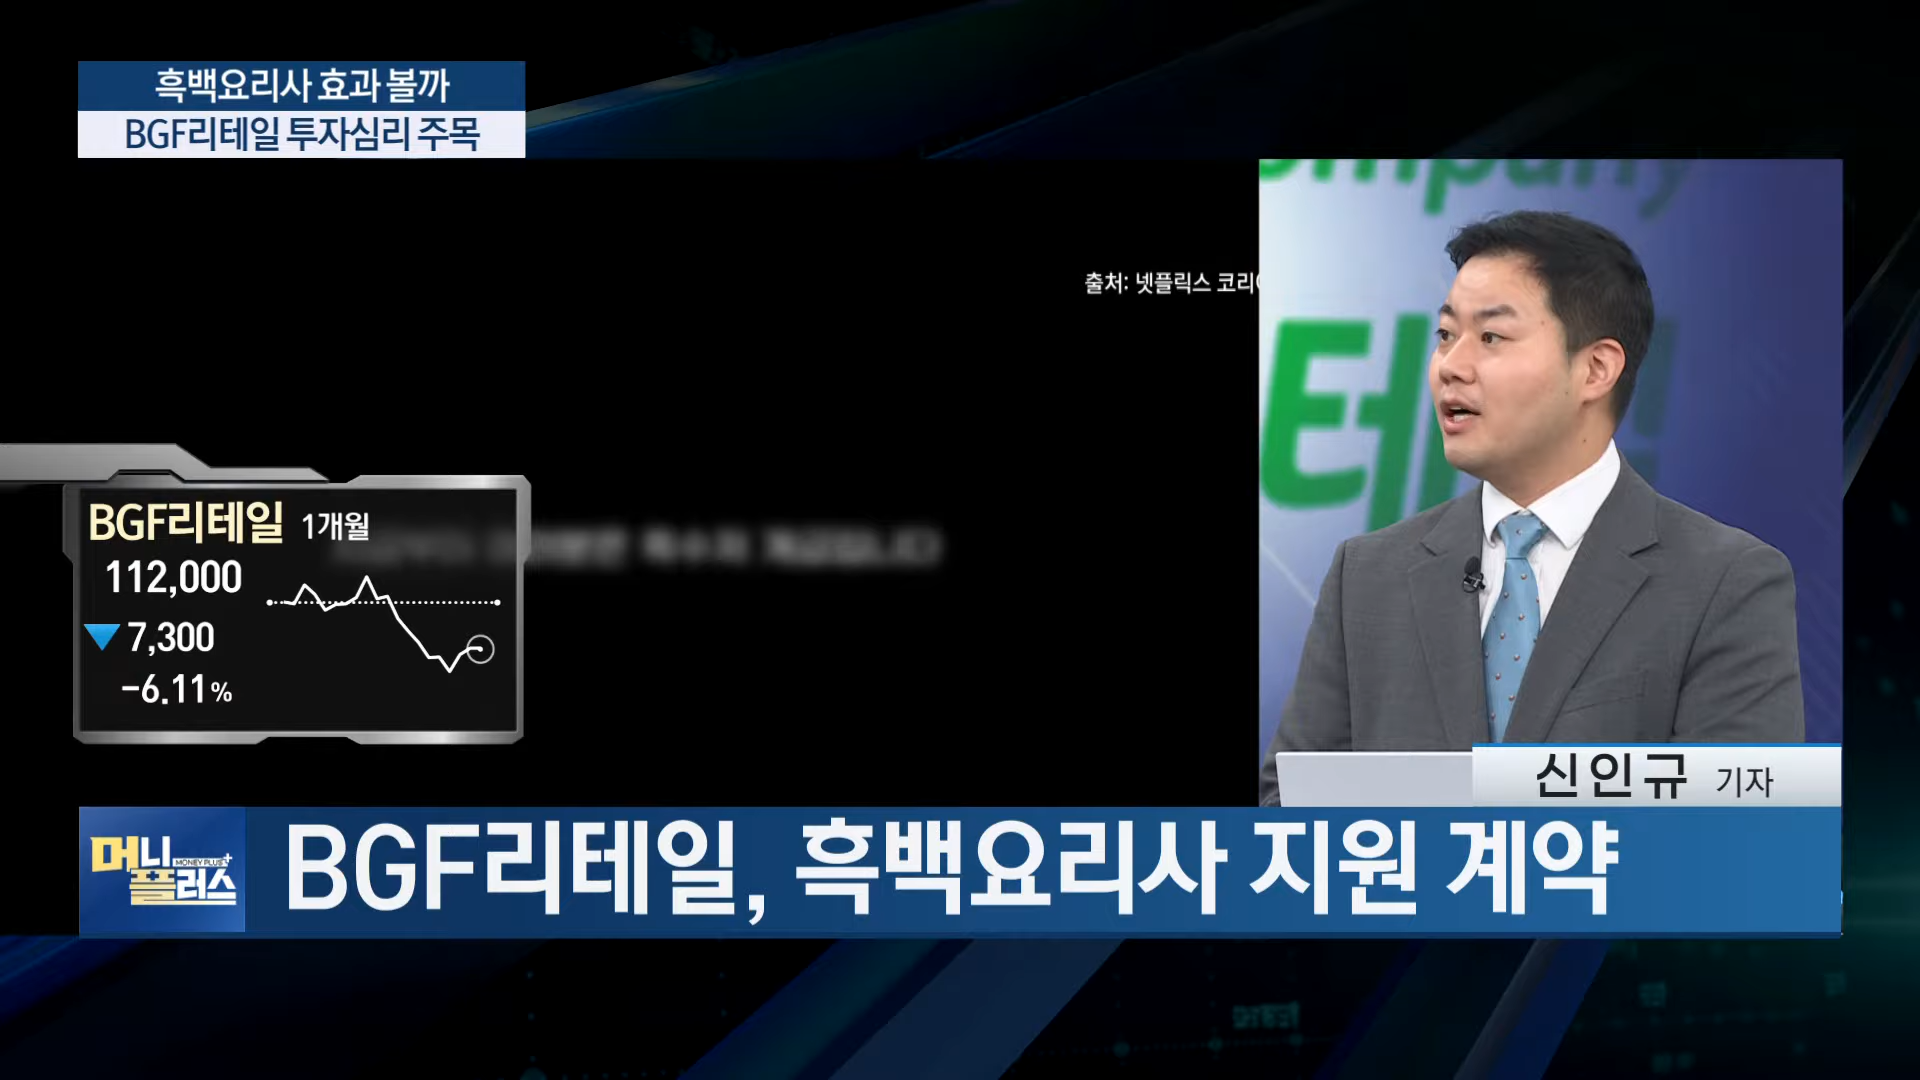 흑백요리사 효과 볼까
BGF리테일 투자심리 주목
출처: 넷플릭스 코리
BGF리테일 1개월
112,000
▼ 7,300
-6.11%
신인규 기자
머니플러스
MONEY PLUS+
BGF리테일, 흑백요리사 지원 계약